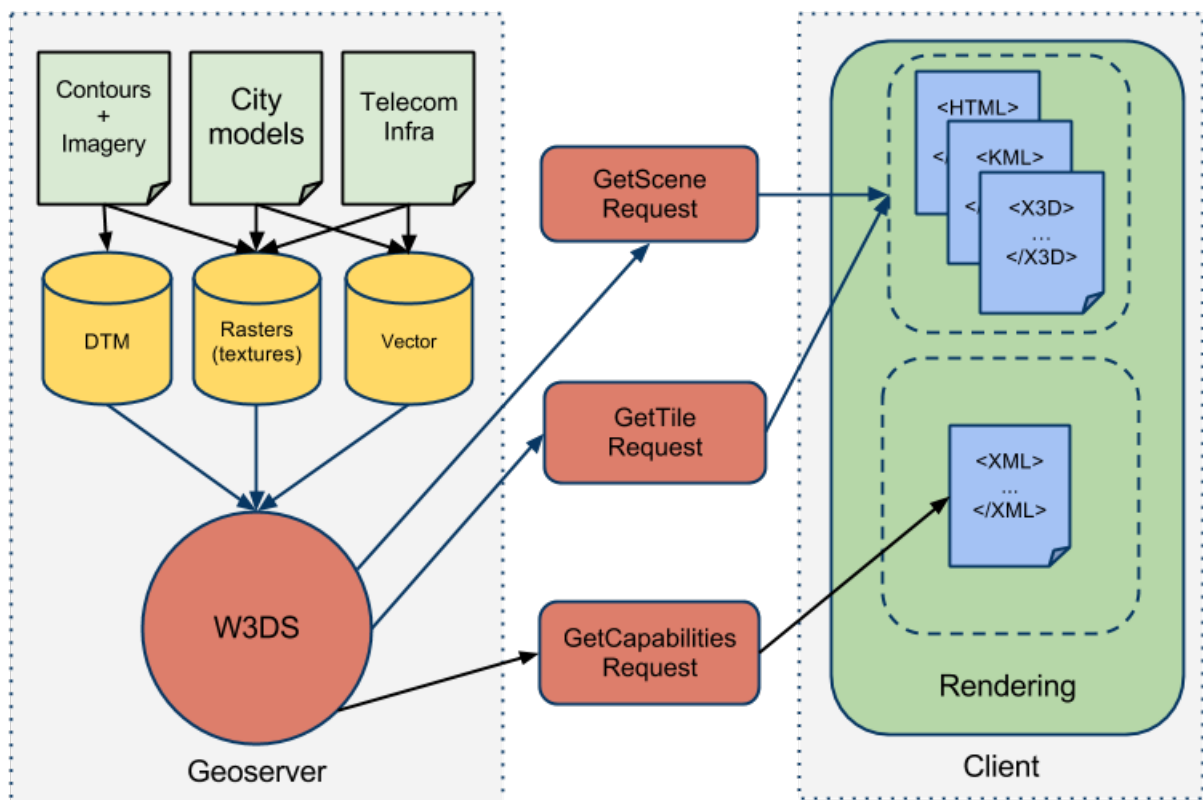 Contours
+
Imagery
City
models
Telecom
Infra
DTM
Rasters
(textures)
Vector
W3DS
Geoserver
GetScene
Request
GetTile
Request
GetCapabilities
Request
<HTML>
</
<KML>
</
<X3D>
...
</X3D>
<XML>
...
</XML>
Rendering
Client